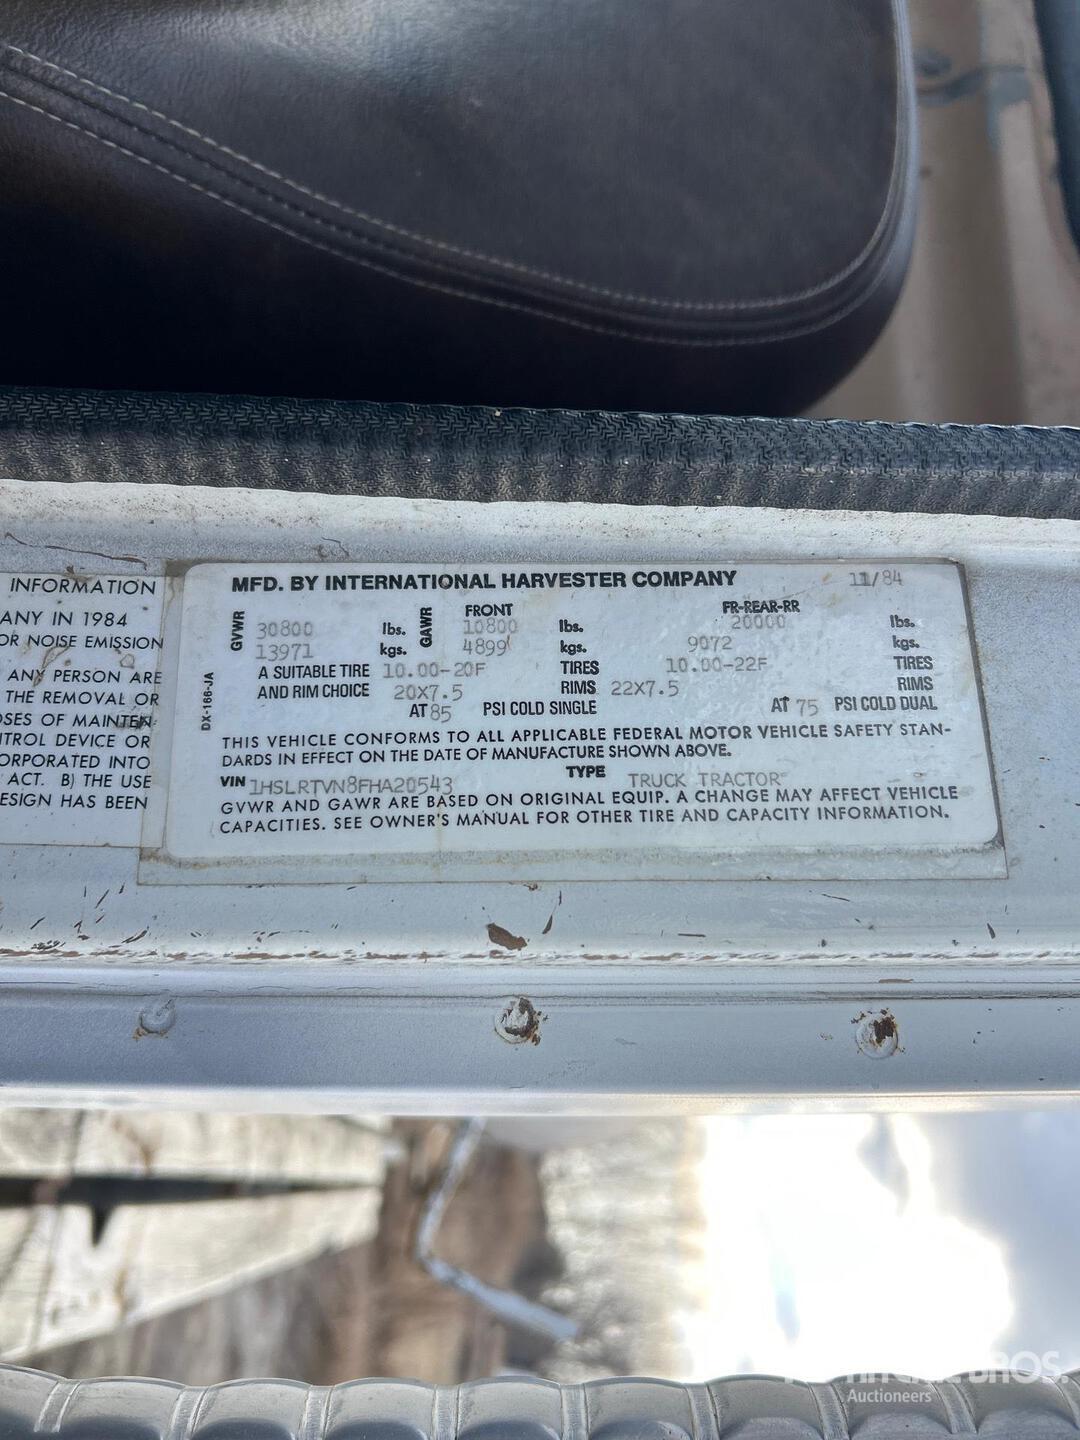 INFORMATION
ANY IN 1984
OR NOISE EMISSION
ANY PERSON ARE
THE REMOVAL OR
OSES OF MAINTEN-
NTROL DEVICE OR
ORPORATED INTO
ACT. B) THE USE
ESIGN HAS BEEN
MFD. BY INTERNATIONAL HARVESTER COMPANY 11/84
GVWR 30800 lbs. GAWR FRONT 10800 lbs. FR-REAR-RR 20000 lbs.
13971 kgs. 4899 kgs. 9072 kgs.
A SUITABLE TIRE 10.00-20F TIRES 10.00-22F TIRES
AND RIM CHOICE 20X7.5 RIMS 22X7.5 RIMS
AT 85 PSI COLD SINGLE AT 75 PSI COLD DUAL
DX-166-JA
THIS VEHICLE CONFORMS TO ALL APPLICABLE FEDERAL MOTOR VEHICLE SAFETY STAN-
DARDS IN EFFECT ON THE DATE OF MANUFACTURE SHOWN ABOVE.
VIN 1HSLRTVN8FHA20543 TYPE TRUCK TRACTOR
GVWR AND GAWR ARE BASED ON ORIGINAL EQUIP. A CHANGE MAY AFFECT VEHICLE
CAPACITIES. SEE OWNER'S MANUAL FOR OTHER TIRE AND CAPACITY INFORMATION.
BROS.
Auctioneers